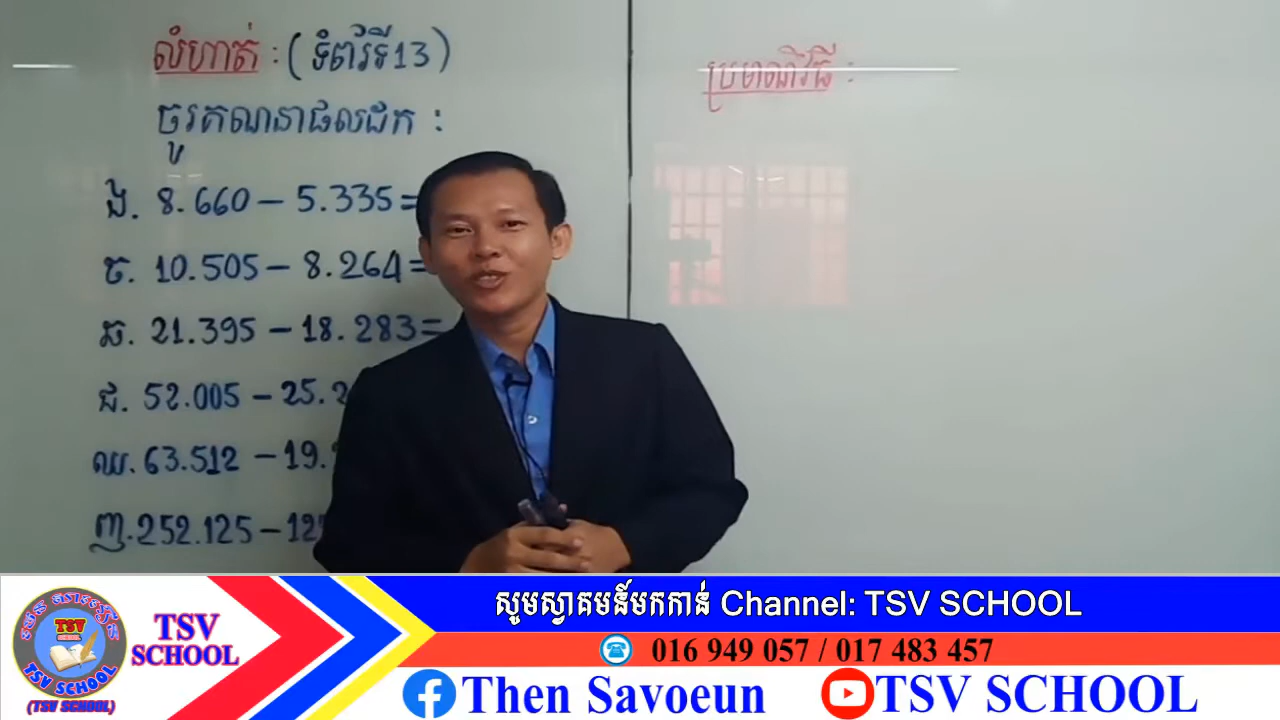 លំហាត់ : (ទំព័រទី13)
ចូរគណនាផលដក :
ង. 8.660 – 5.335 =
ច. 10.505 – 8.264 =
ឆ. 21.395 – 18.283 =
ជ. 52.005 – 25.2
ឈ. 63.512 – 19.
ញ. 252.125 – 12
ប្រមាណវិធី :
សូមស្វាគមន៍មកកាន់ Channel: TSV SCHOOL
016 949 057 / 017 483 457
Then Savoeun
TSV SCHOOL
TSV
SCHOOL
TSV
SCHOOL
TSV SCHOOL
(TSV SCHOOL)